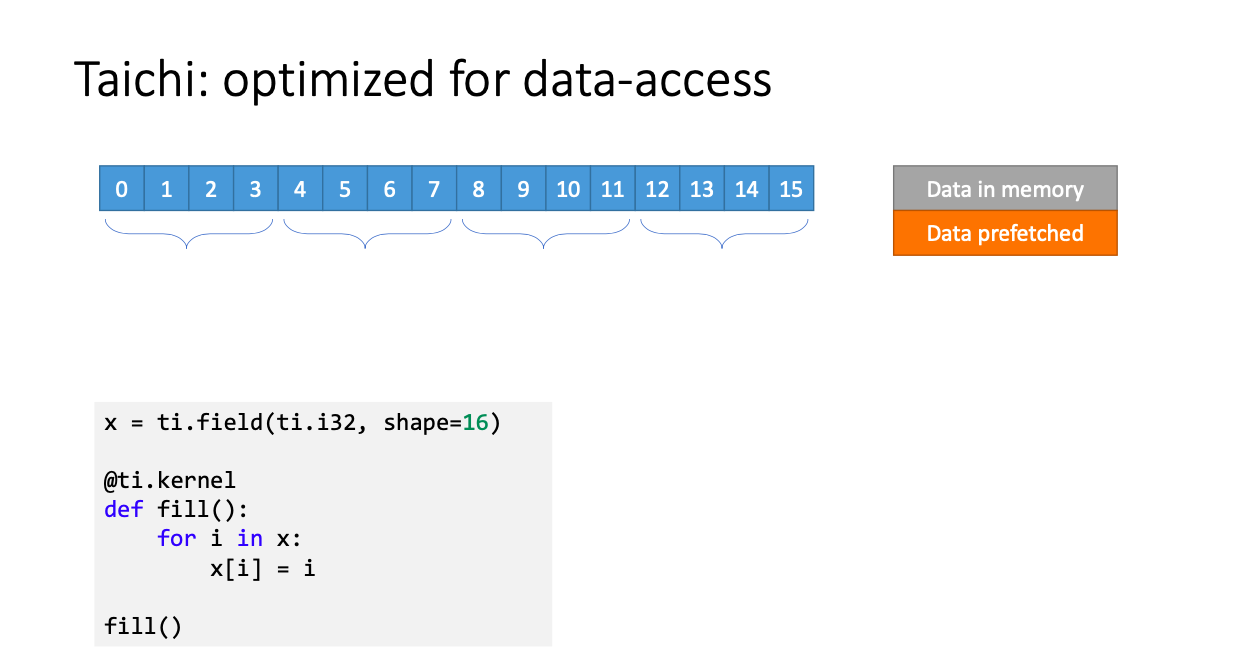 Taichi: optimized for data-access
0 1 2 3 4 5 6 7 8 9 10 11 12 13 14 15
Data in memory
Data prefetched
x = ti.field(ti.i32, shape=16)
@ti.kernel
def fill():
    for i in x:
        x[i] = i
fill()